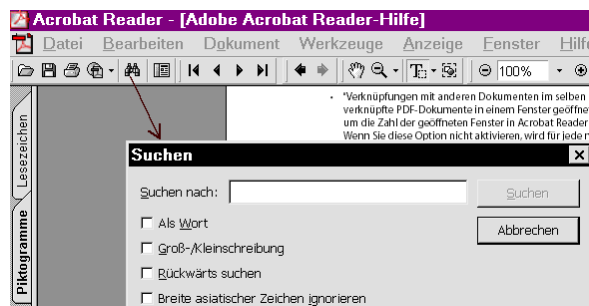 Acrobat Reader - [Adobe Acrobat Reader-Hilfe]
Datei Bearbeiten Dokument Werkzeuge Anzeige Fenster Hilfe
100%
Lesezeichen
Piktogramme
· "Verknüpfungen mit anderen Dokumenten im selben
verknüpfte PDF-Dokumente in einem Fenster geöffne
um die Zahl der geöffneten Fenster in Acrobat Reader
Wenn Sie diese Option nicht aktivieren, wird für jede n
Suchen
Suchen nach:
Suchen
Als Wort
Abbrechen
Groß-/Kleinschreibung
Rückwärts suchen
Breite asiatischer Zeichen ignorieren